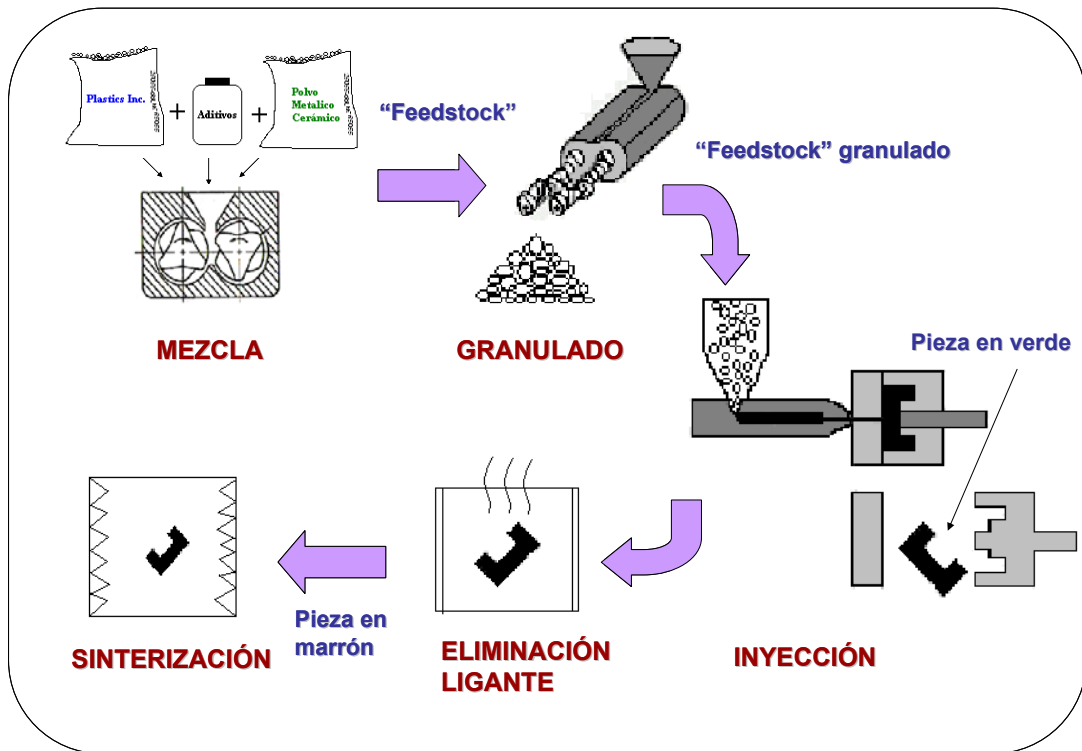 Plastics Inc.
+
Aditivos
+
Polvo
Metalico
Cerámico
“Feedstock”
“Feedstock” granulado
MEZCLA
GRANULADO
Pieza en verde
Pieza en
marrón
SINTERIZACIÓN
ELIMINACIÓN
LIGANTE
INYECCIÓN